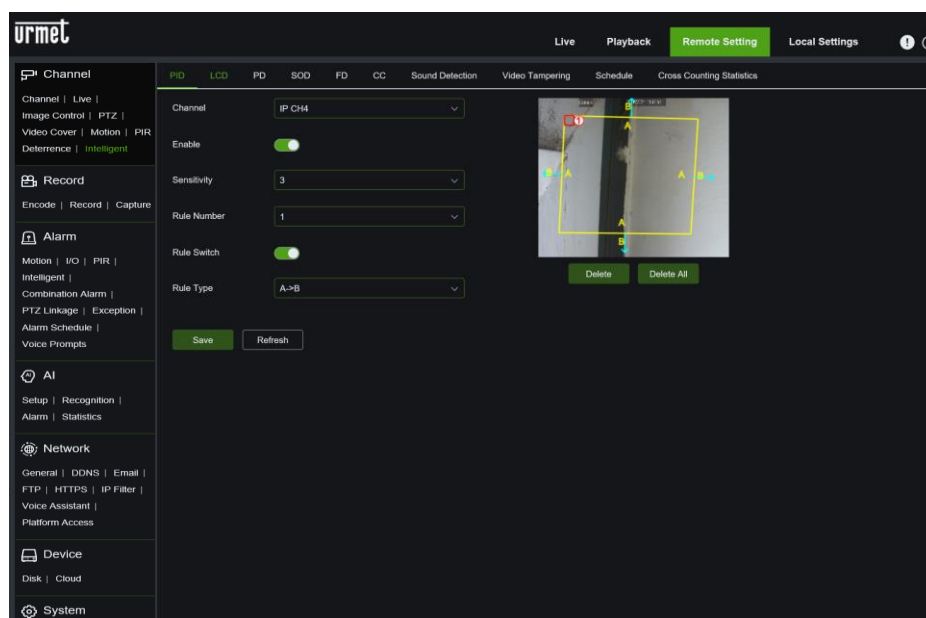 urmet
Live Playback Remote Setting Local Settings
Channel
Channel | Live |
Image Control | PTZ |
Video Cover | Motion | PIR
Deterrence | Intelligent
Record
Encode | Record | Capture
Alarm
Motion | I/O | PIR |
Intelligent |
Combination Alarm |
PTZ Linkage | Exception |
Alarm Schedule |
Voice Prompts
AI
Setup | Recognition |
Alarm | Statistics
Network
General | DDNS | Email |
FTP | HTTPS | IP Filter |
Voice Assistant |
Platform Access
Device
Disk | Cloud
System
PID LCD PD SOD FD CC Sound Detection Video Tampering Schedule Cross Counting Statistics
Channel IP CH4
Enable
Sensitivity 3
Rule Number 1
Rule Switch
Rule Type A->B
Save Refresh
B
1 A
B A A B
A
B
Delete Delete All